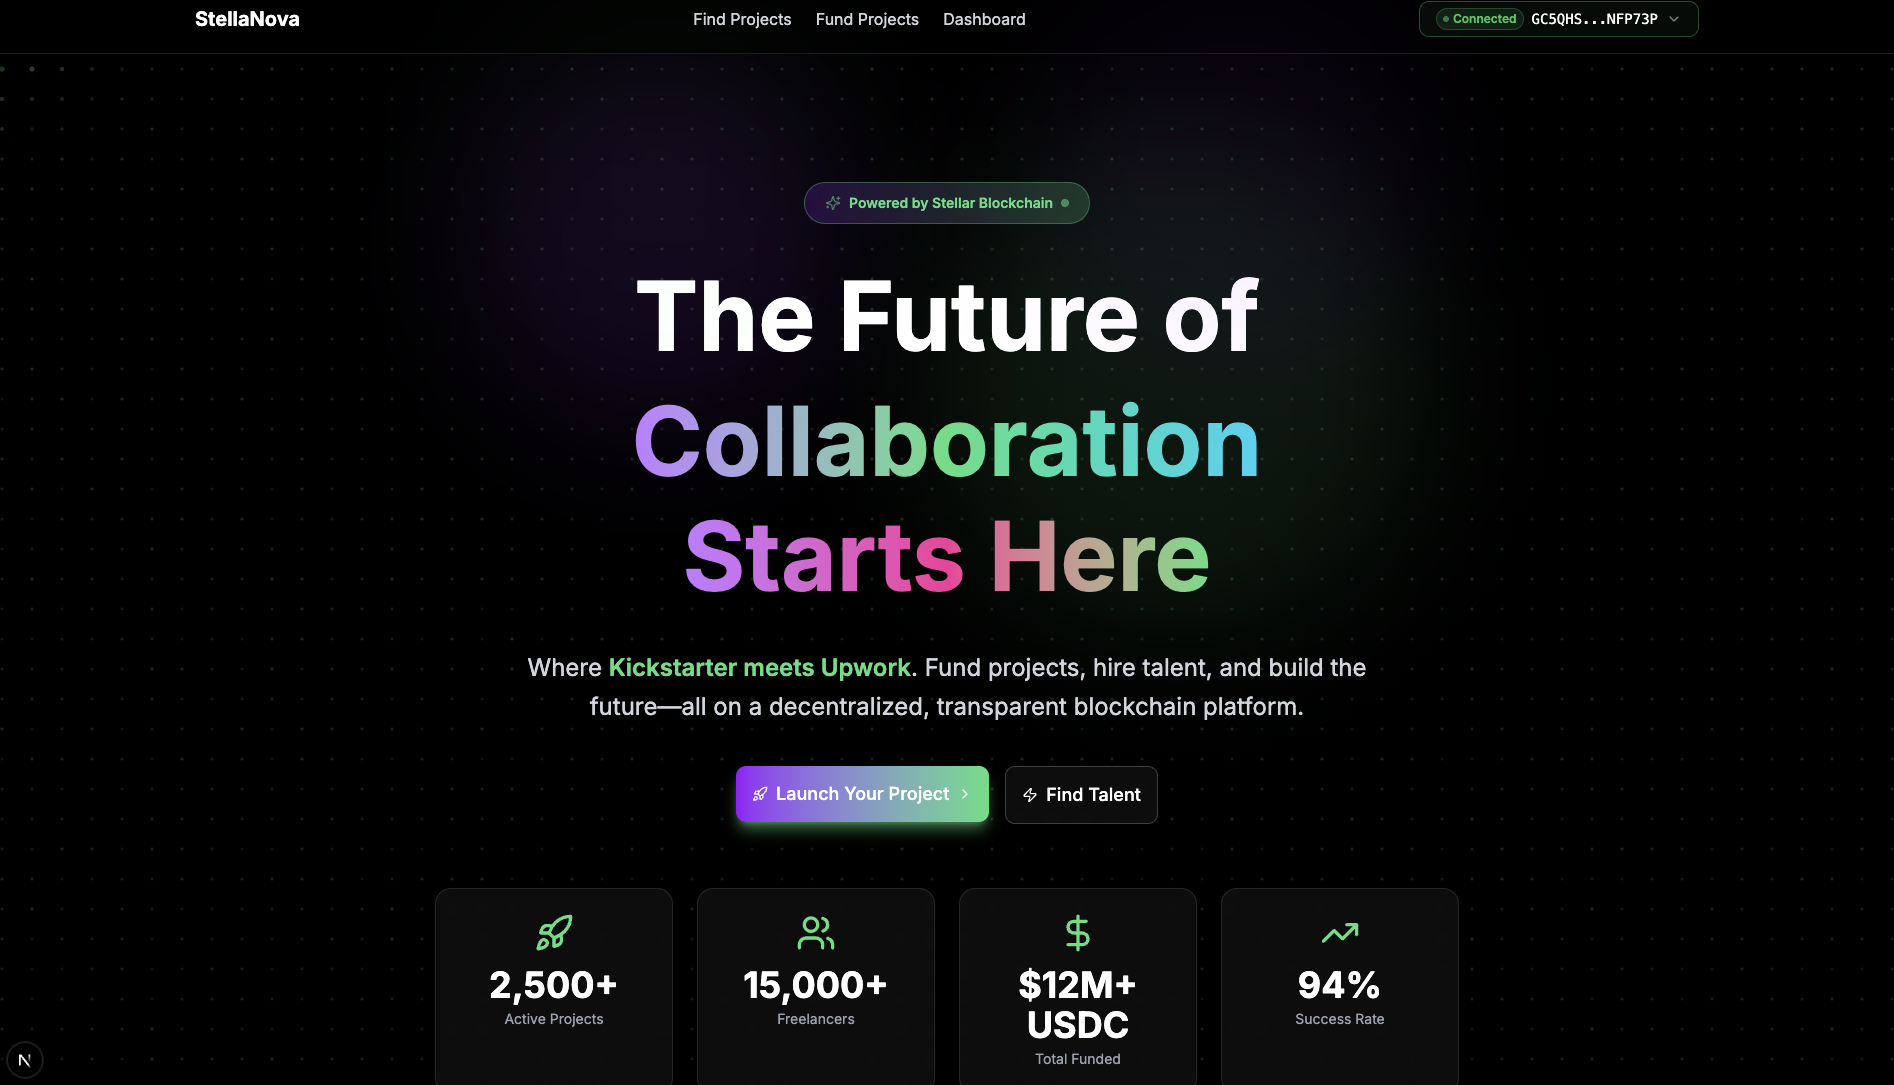 StellaNova
Find Projects
Fund Projects
Dashboard
Connected
GC5QHS...NFP73P
Powered by Stellar Blockchain
The Future of
Collaboration
Starts Here
Where Kickstarter meets Upwork. Fund projects, hire talent, and build the
future—all on a decentralized, transparent blockchain platform.
Launch Your Project
Find Talent
2,500+
Active Projects
15,000+
Freelancers
$12M+
USDC
Total Funded
94%
Success Rate
N